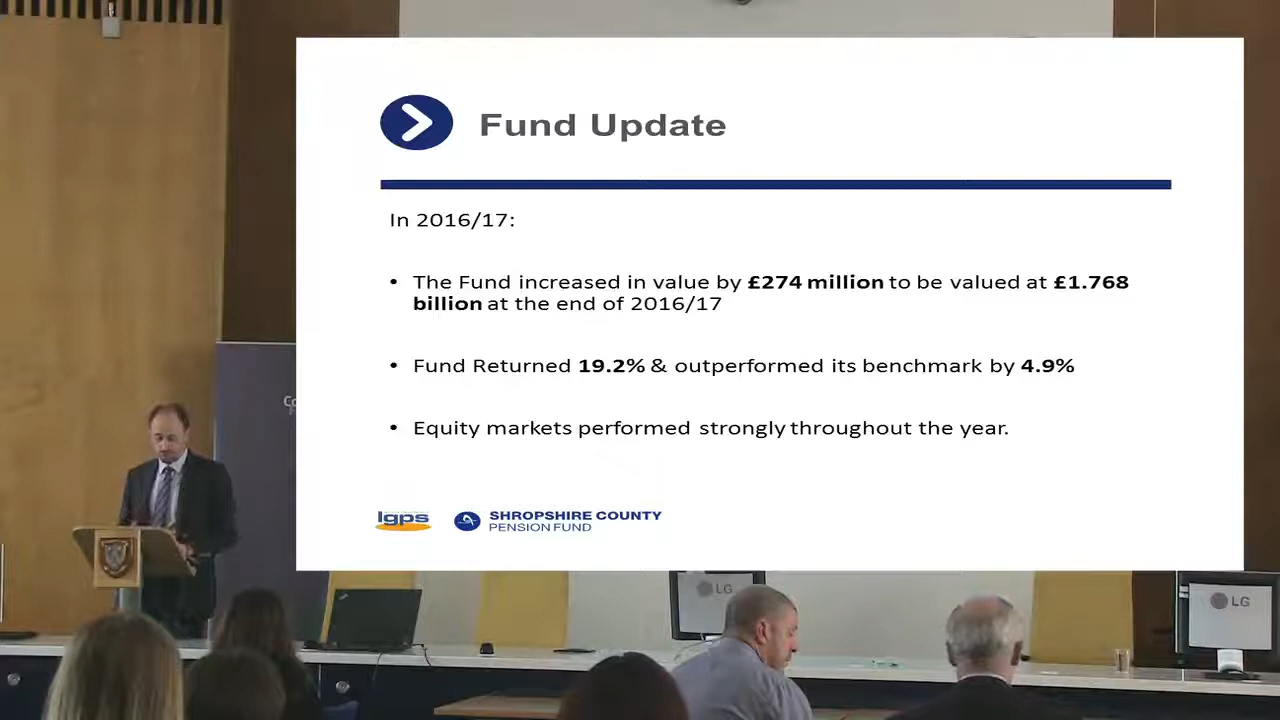 Fund Update
In 2016/17:
• The Fund increased in value by £274 million to be valued at £1.768
billion at the end of 2016/17
• Fund Returned 19.2% & outperformed its benchmark by 4.9%
• Equity markets performed strongly throughout the year.
lgps
SHROPSHIRE COUNTY
PENSION FUND
LG
LG